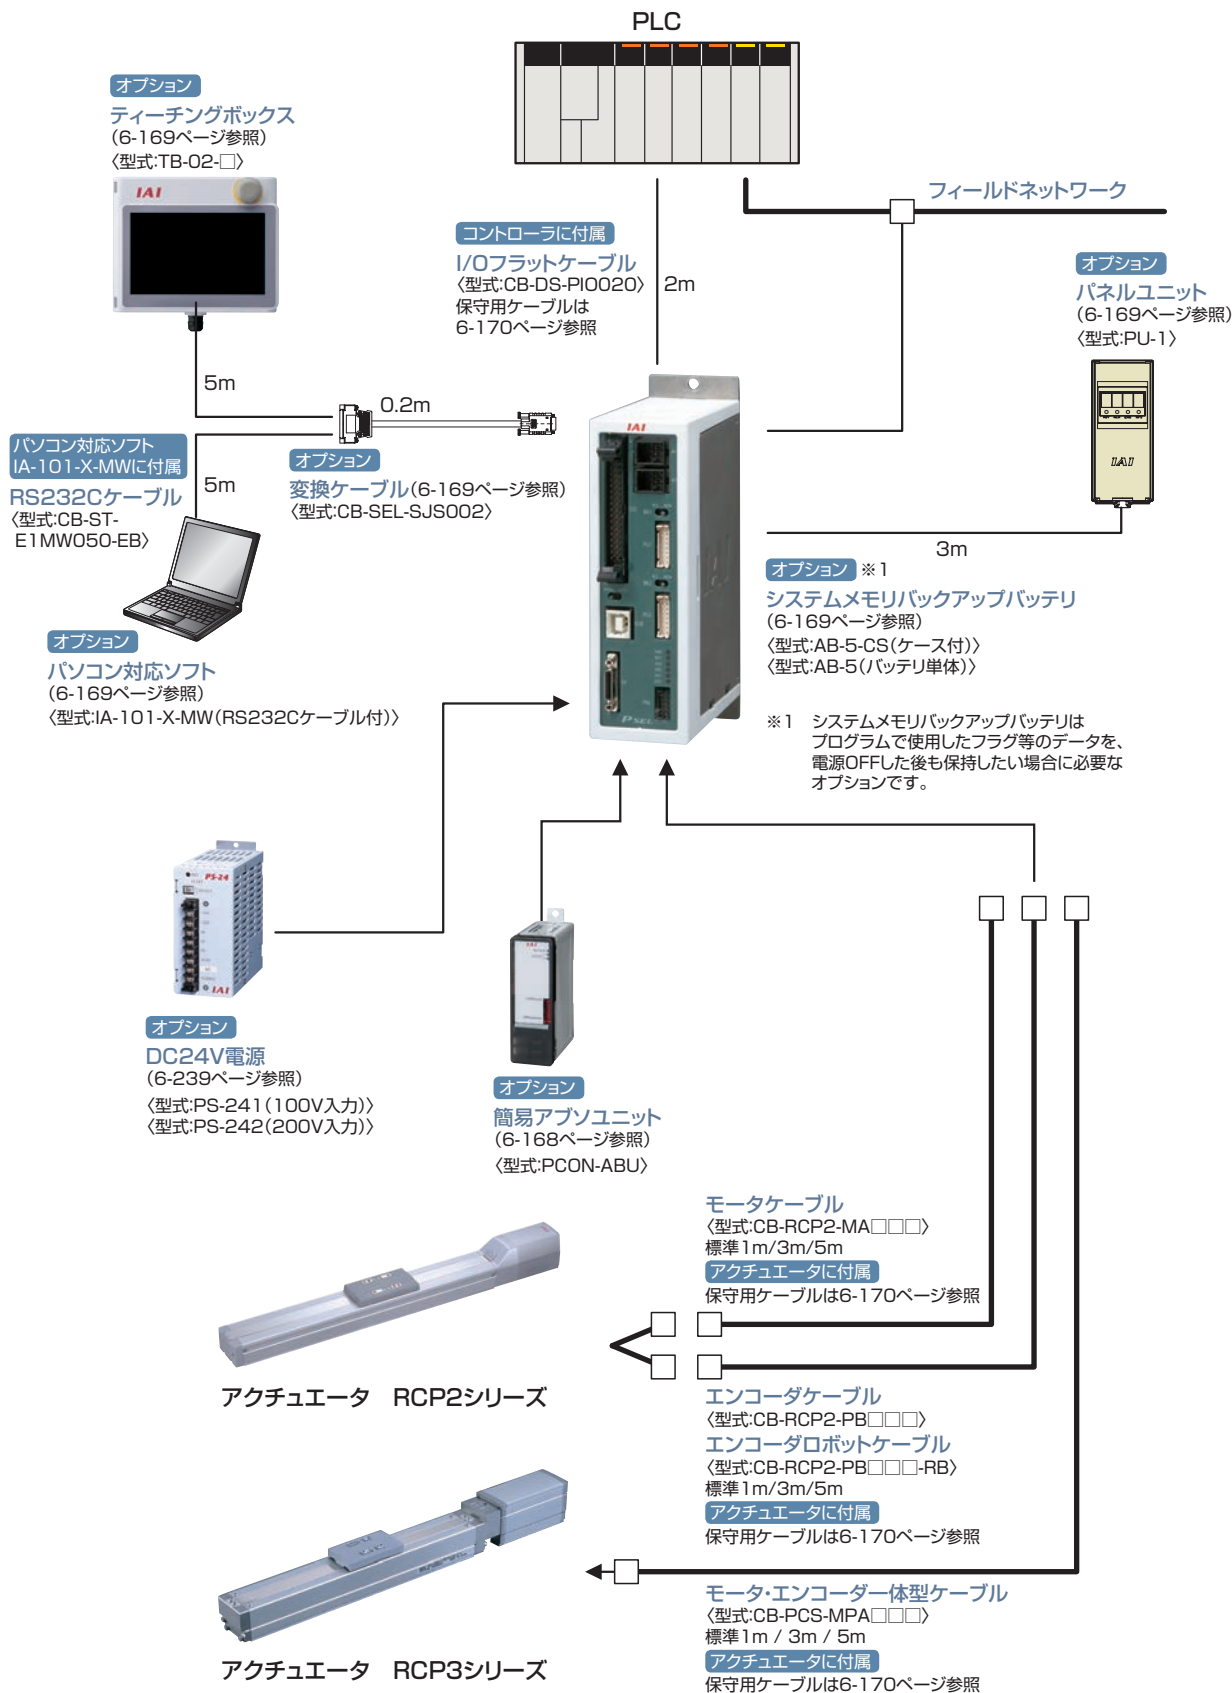 PLC
オプション
ティーチングボックス
(6-169ページ参照)
〈型式:TB-02-□〉
IAI
フィールドネットワーク
コントローラに付属
I/Oフラットケーブル
〈型式:CB-DS-PIO020〉
保守用ケーブルは
6-170ページ参照
2m
オプション
パネルユニット
(6-169ページ参照)
〈型式:PU-1〉
IAI
5m
0.2m
IAI
パソコン対応ソフト
IA-101-X-MWに付属
RS232Cケーブル
〈型式:CB-ST-
E1MW050-EB〉
5m
オプション
変換ケーブル(6-169ページ参照)
〈型式:CB-SEL-SJS002〉
3m
オプション ※1
システムメモリバックアップバッテリ
(6-169ページ参照)
〈型式:AB-5-CS(ケース付)〉
〈型式:AB-5(バッテリ単体)〉
オプション
パソコン対応ソフト
(6-169ページ参照)
〈型式:IA-101-X-MW(RS232Cケーブル付)〉
PSEL
※1 システムメモリバックアップバッテリは
プログラムで使用したフラグ等のデータを、
電源OFFした後も保持したい場合に必要な
オプションです。
PS-24
IAI
IAI
オプション
DC24V電源
(6-239ページ参照)
〈型式:PS-241(100V入力)〉
〈型式:PS-242(200V入力)〉
オプション
簡易アブソユニット
(6-168ページ参照)
〈型式:PCON-ABU〉
モータケーブル
〈型式:CB-RCP2-MA□□□〉
標準1m/3m/5m
アクチュエータに付属
保守用ケーブルは6-170ページ参照
アクチュエータ RCP2シリーズ
エンコーダケーブル
〈型式:CB-RCP2-PB□□□〉
エンコーダロボットケーブル
〈型式:CB-RCP2-PB□□□-RB〉
標準1m/3m/5m
アクチュエータに付属
保守用ケーブルは6-170ページ参照
モータ・エンコーダ一体型ケーブル
〈型式:CB-PCS-MPA□□□〉
標準1m / 3m / 5m
アクチュエータに付属
保守用ケーブルは6-170ページ参照
アクチュエータ RCP3シリーズ